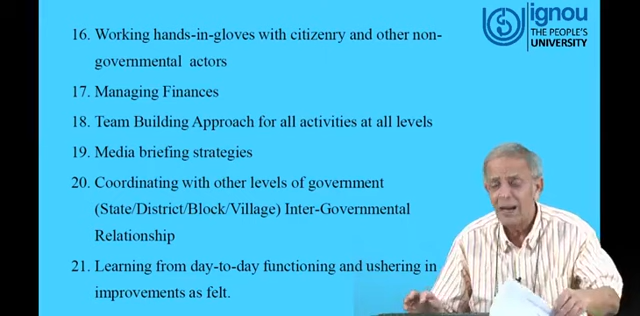 ignou
THE PEOPLE'S
UNIVERSITY
16. Working hands-in-gloves with citizenry and other non-
governmental actors
17. Managing Finances
18. Team Building Approach for all activities at all levels
19. Media briefing strategies
20. Coordinating with other levels of government
(State/District/Block/Village) Inter-Governmental
Relationship
21. Learning from day-to-day functioning and ushering in
improvements as felt.